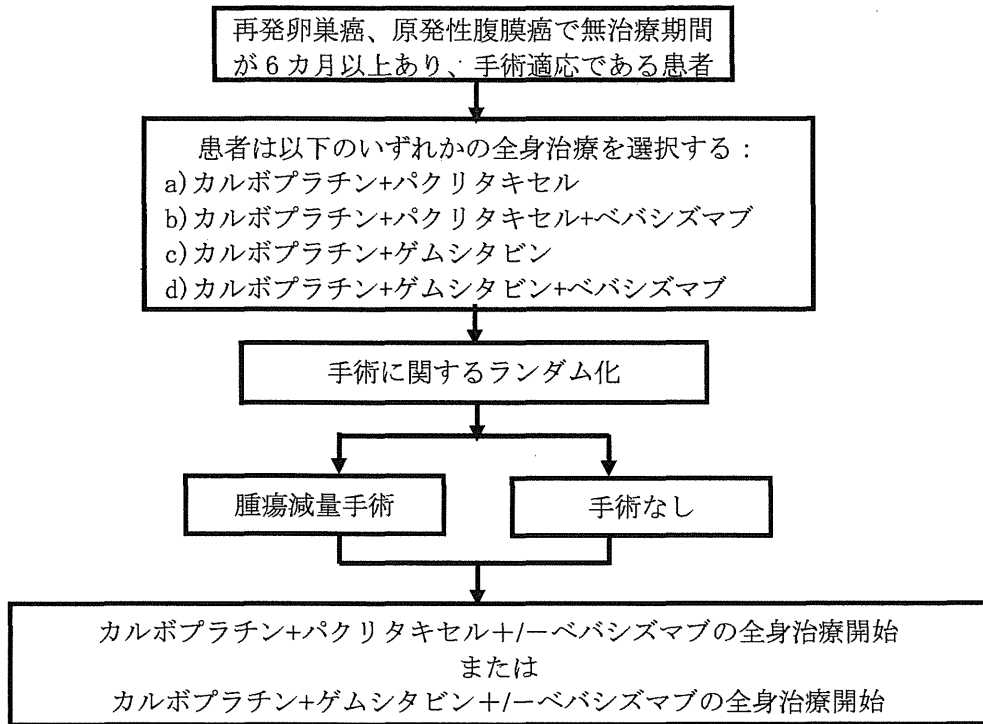 再発卵巣癌、原発性腹膜癌で無治療期間
が6カ月以上あり、手術適応である患者
患者は以下のいずれかの全身治療を選択する：
a)カルボプラチン+パクリタキセル
b)カルボプラチン+パクリタキセル+ベバシズマブ
c)カルボプラチン+ゲムシタビン
d)カルボプラチン+ゲムシタビン+ベバシズマブ
手術に関するランダム化
腫瘍減量手術
手術なし
カルボプラチン+パクリタキセル＋/－ベバシズマブの全身治療開始
または
カルボプラチン+ゲムシタビン＋/－ベバシズマブの全身治療開始